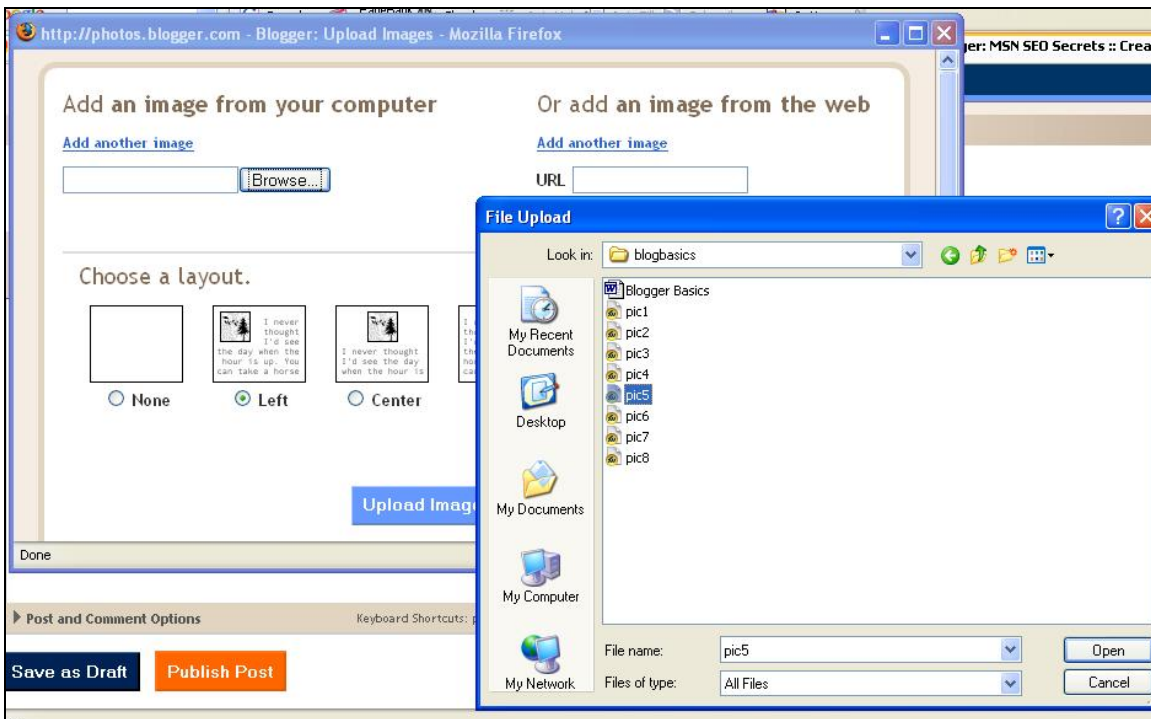 http://photos.blogger.com - Blogger: Upload Images - Mozilla Firefox
ger: MSN SEO Secrets :: Crea
Add an image from your computer
Or add an image from the web
Add another image
Add another image
Browse...
URL
File Upload
Look in: blogbasics
Choose a layout.
I never
thought
I'd see
the day when the
hour is up. You
can take a horse
I never thought
I'd see the day
when the hour is
None
Left
Center
My Recent
Documents
Desktop
My Documents
My Computer
My Network
Blogger Basics
pic1
pic2
pic3
pic4
pic5
pic6
pic7
pic8
Upload Imag
Done
Post and Comment Options
Keyboard Shortcuts: p
Save as Draft
Publish Post
File name: pic5
Open
Files of type: All Files
Cancel